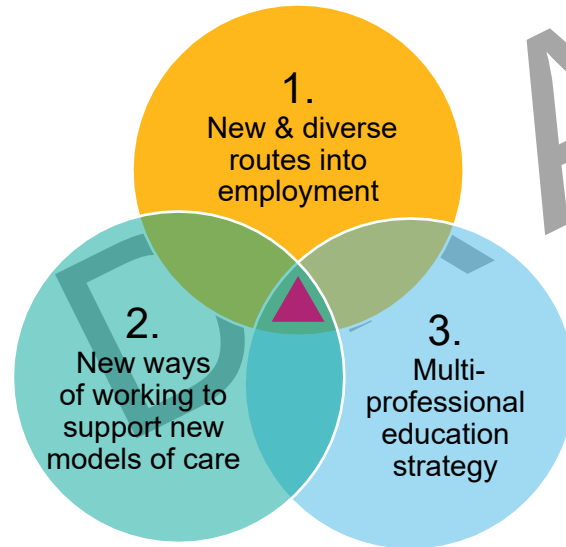 1.
New & diverse
routes into
employment
2.
New ways
of working to
support new
models of care
3.
Multi-
professional
education
strategy